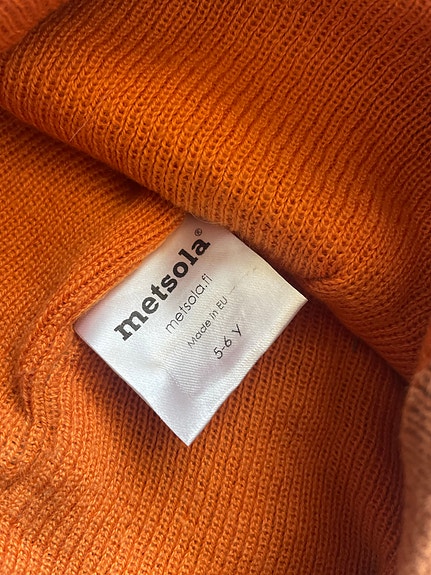 metsola®
metsola.fi
Made in EU
5-6 Y